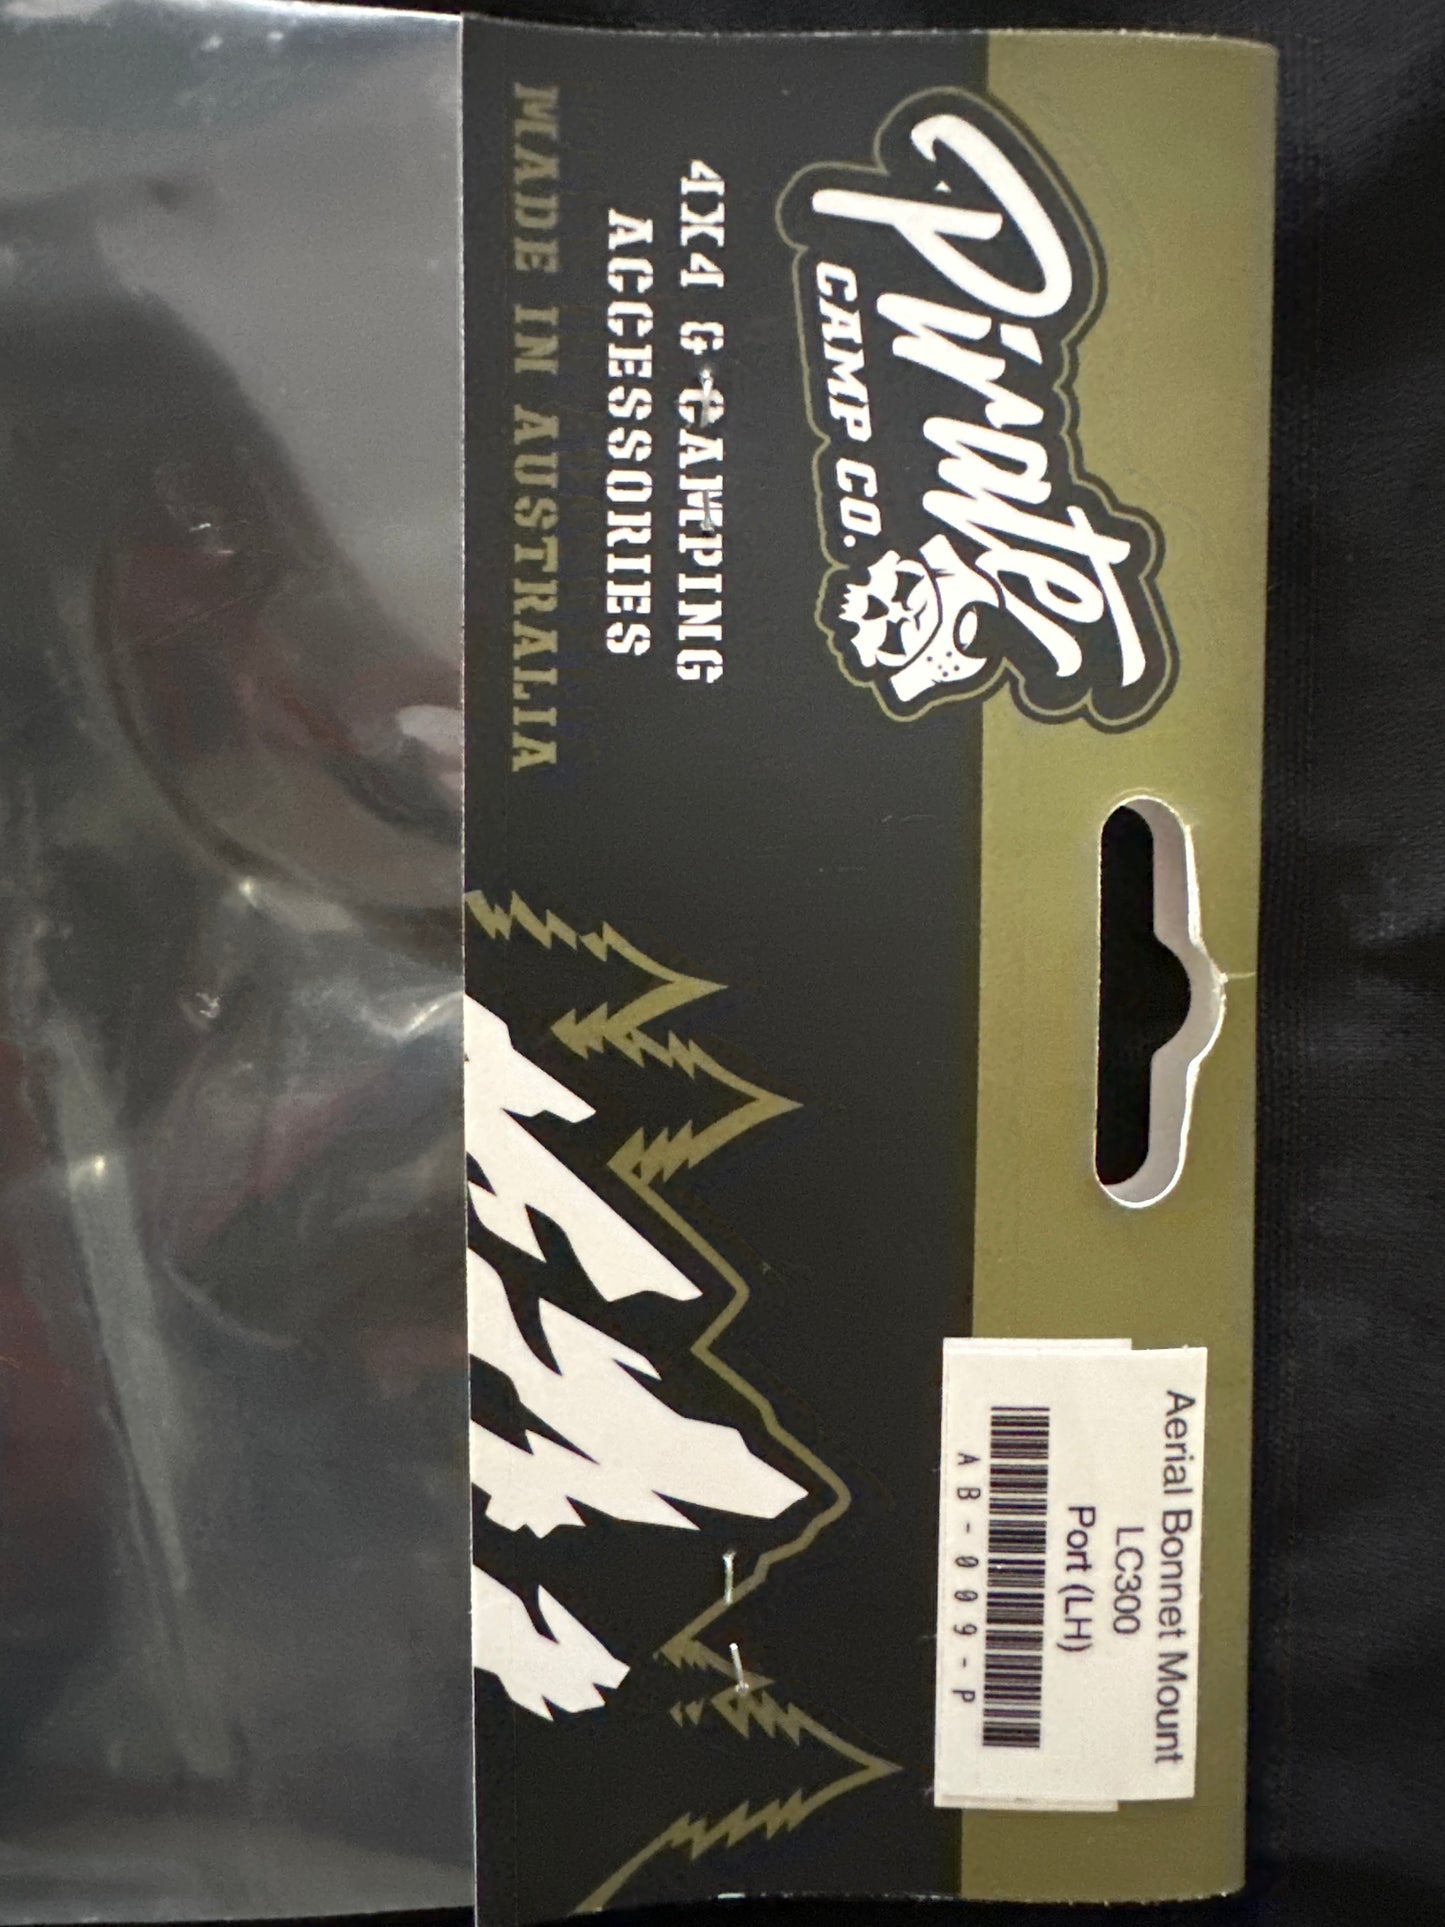 Pirate
CAMP CO.
4X4 & CAMPING
ACCESSORIES
MADE IN AUSTRALIA
Aerial Bonnet Mount
LC300
Port (LH)
AB-009-P